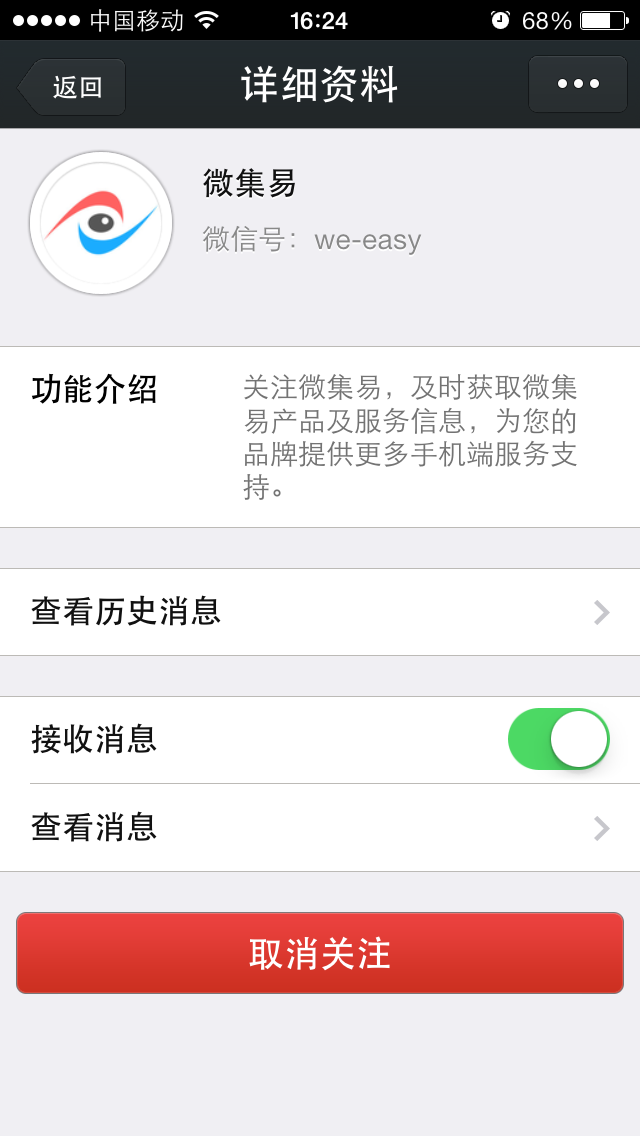 中国移动 16:24 68%
返回 详细资料
微集易
微信号：we-easy
功能介绍 关注微集易，及时获取微集
易产品及服务信息，为您的
品牌提供更多手机端服务支
持。
查看历史消息
接收消息
查看消息
取消关注